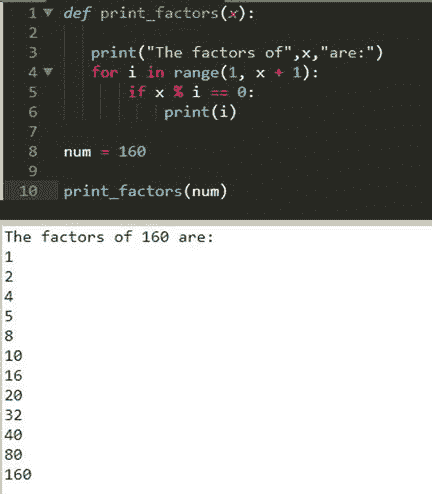 1 def print_factors(x):
2
3 print("The factors of",x,"are:")
4 for i in range(1, x + 1):
5 if x % i == 0:
6 print(i)
7
8 num = 160
9
10 print_factors(num)
The factors of 160 are:
1
2
4
5
8
10
16
20
32
40
80
160